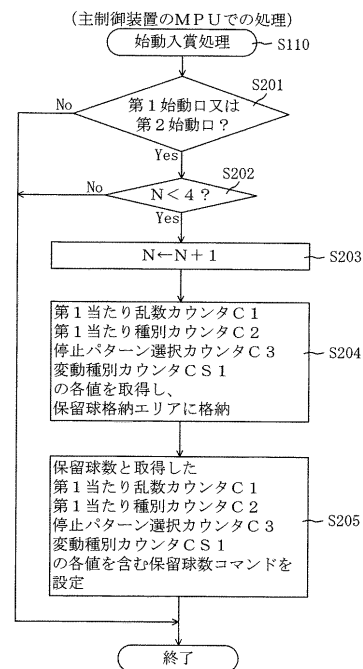 (主制御装置のMPUでの処理)
始動入賞処理
S110
S201
第1始動口又は
第2始動口?
No
Yes
S202
N<4?
No
Yes
N←N+1
S203
第1当たり乱数カウンタC1
第1当たり種別カウンタC2
停止パターン選択カウンタC3
変動種別カウンタCS1
の各値を取得し、
保留球格納エリアに格納
S204
保留球数と取得した
第1当たり乱数カウンタC1
第1当たり種別カウンタC2
停止パターン選択カウンタC3
変動種別カウンタCS1
の各値を含む保留球数コマンドを
設定
S205
終了